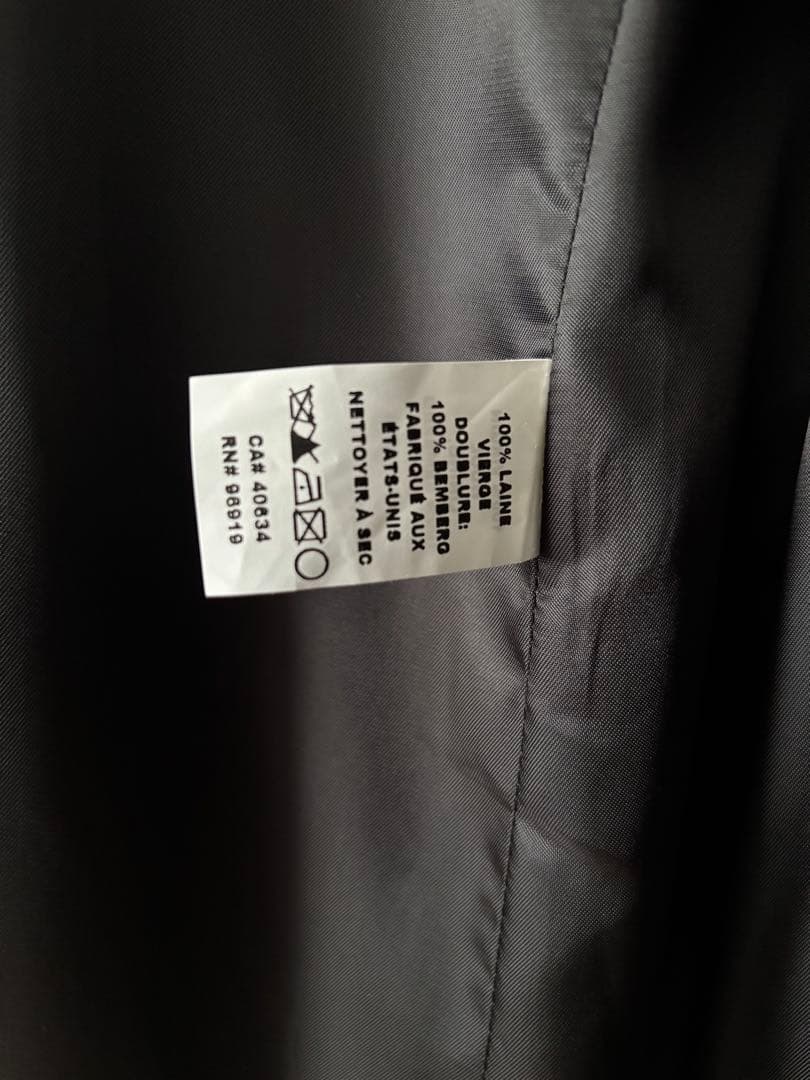 100% LAINE
VIERGE
DOUBLURE:
100% BEMBERG
FABRIQUÉ AUX
ÉTATS-UNIS
NETTOYER À SEC
CA# 40634
RN# 96919